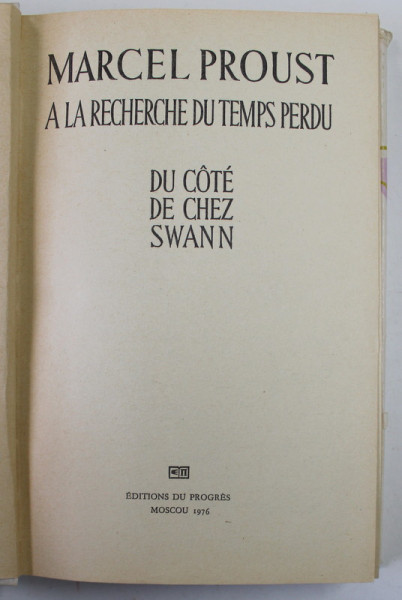 MARCEL PROUST
A LA RECHERCHE DU TEMPS PERDU
DU CÔTÉ
DE CHEZ
SWANN
ÉDITIONS DU PROGRÈS
MOSCOU 1976